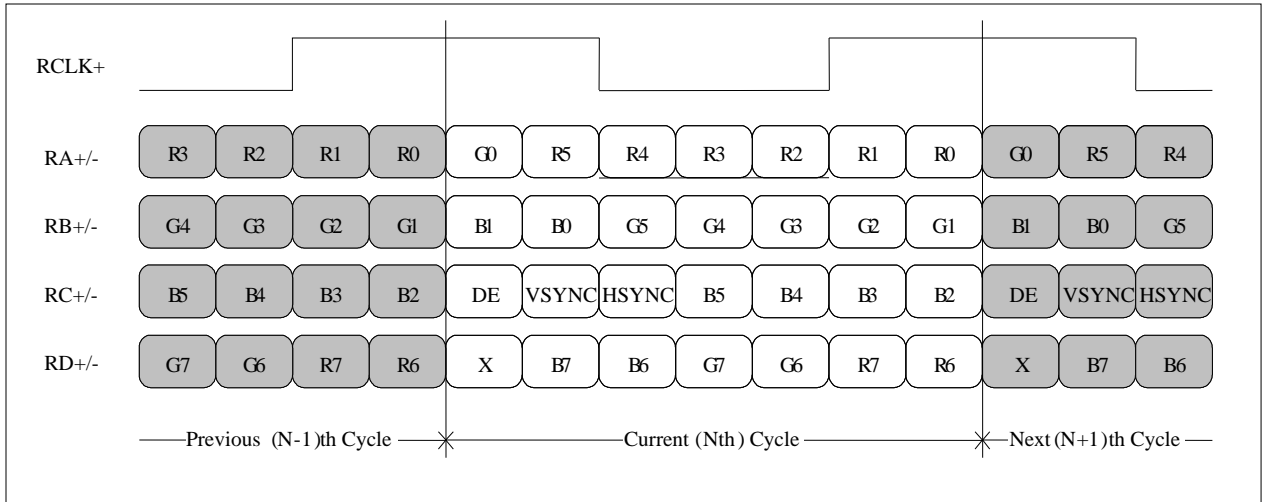 RCLK+
RA+/- R3 R2 R1 R0 G0 R5 R4 R3 R2 R1 R0 G0 R5 R4
RB+/- G4 G3 G2 G1 B1 B0 G5 G4 G3 G2 G1 B1 B0 G5
RC+/- B5 B4 B3 B2 DE VSYNC HSYNC B5 B4 B3 B2 DE VSYNC HSYNC
RD+/- G7 G6 R7 R6 X B7 B6 G7 G6 R7 R6 X B7 B6
Previous (N-1)th Cycle Current (Nth) Cycle Next (N+1)th Cycle